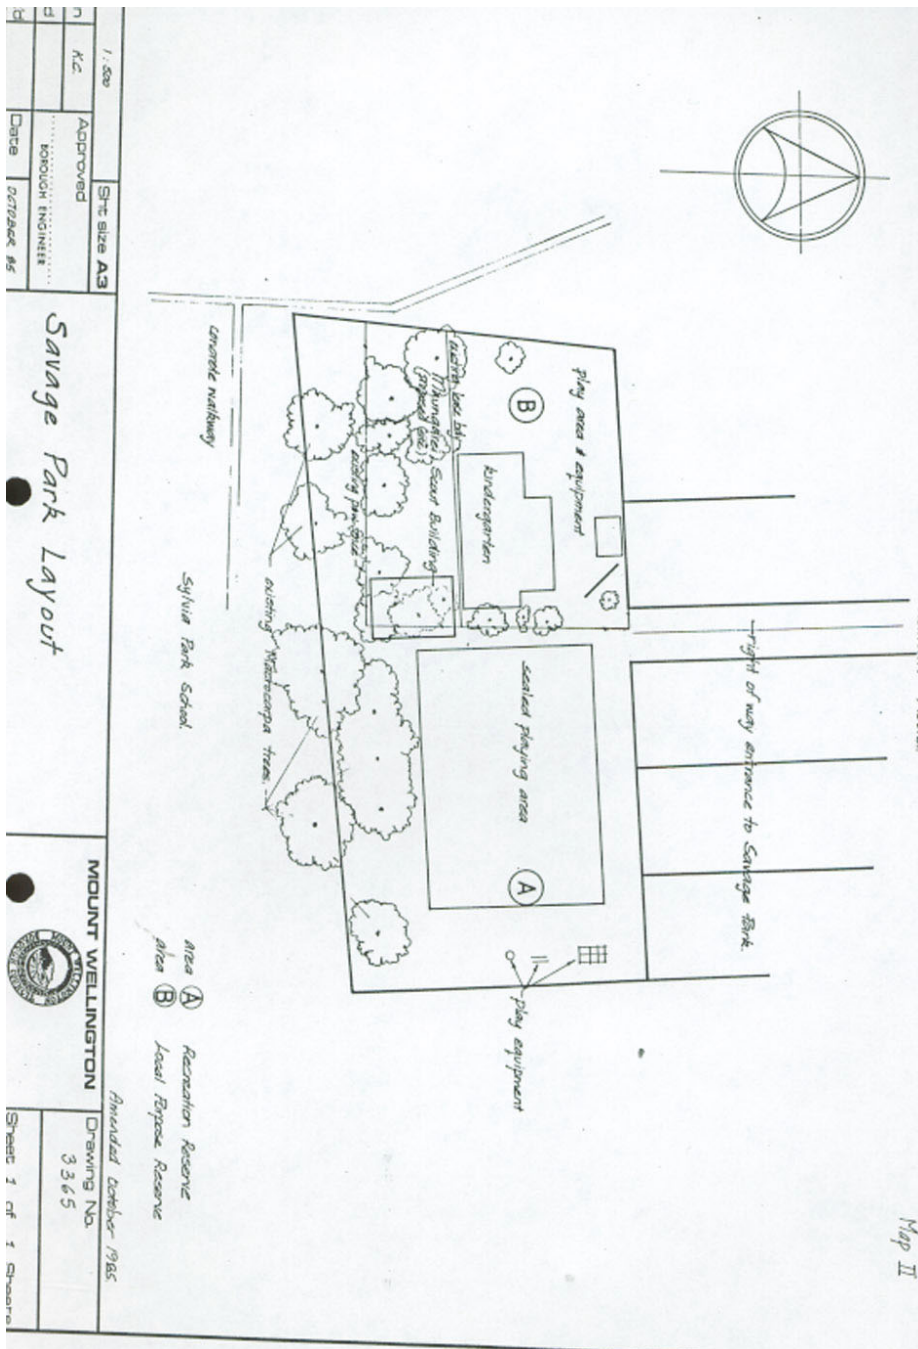 Map II
right of way entrance to Savage Park.
play area & equipment
B
kindergarten
Scout Building
sealed playing area
A
play equipment
concrete walkway
existing Macrocarpa trees.
Sylvia Park School.
area A Recreation Reserve
area B Local Purpose Reserve
Amended October 1985
1:500
Sht size A3
K.C.
Approved
BOROUGH ENGINEER
Date OCTOBER 85
Savage Park Layout
MOUNT WELLINGTON
Drawing No.
3365
Sheet 1 of 1 Sheets